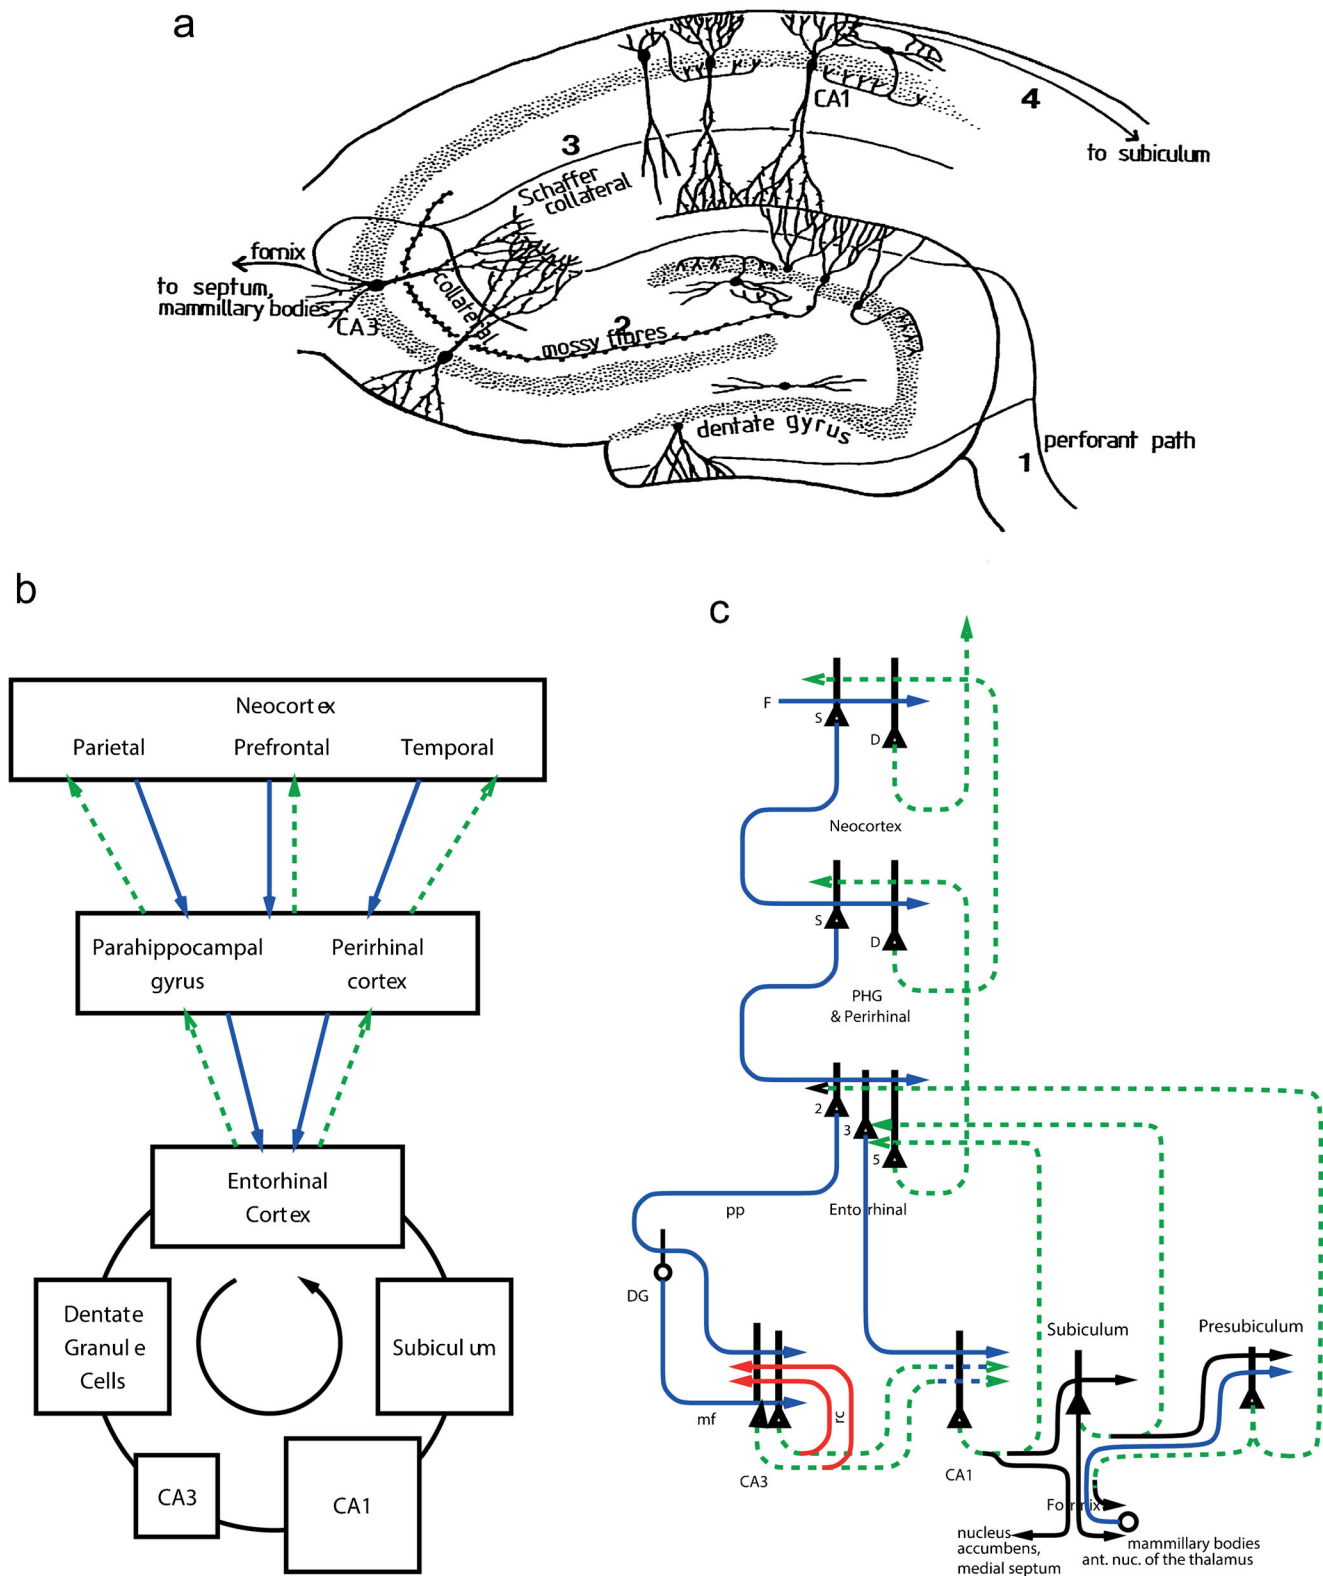 a
CA1
4
to subiculum
3
Schaffer
collateral
fornix
to septum,
mammillary bodies
CA3
collateral
2
mossy fibres
dentate gyrus
perforant path
1
b
Neocortex
Parietal Prefrontal Temporal
Parahippocampal
gyrus
Perirhinal
cortex
Entorhinal
Cortex
Dentate
Granule
Cells
Subiculum
CA3
CA1
c
F
S
D
Neocortex
S
D
PHG
& Perirhinal
2
3
5
pp
Entorhinal
DG
Subiculum
Presubiculum
mf
rc
CA3
CA1
Fornix
nucleus
accumbens,
medial septum
mammillary bodies
ant. nuc. of the thalamus